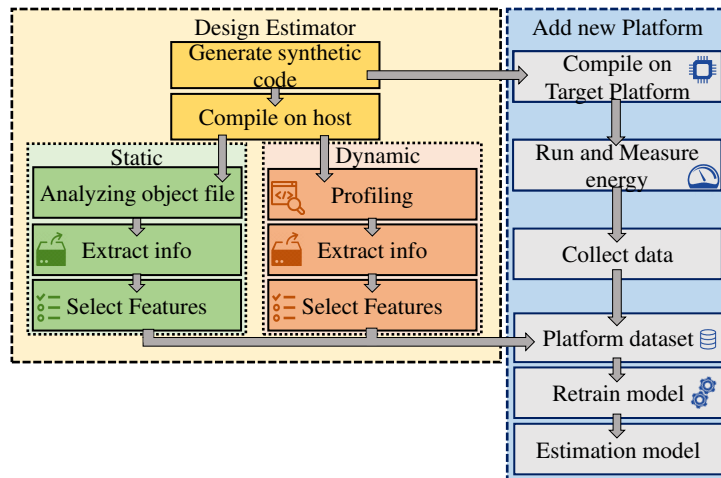 Design Estimator
Generate synthetic
code
Compile on host
Static
Analyzing object file
Extract info
Select Features
Dynamic
Profiling
Extract info
Select Features
Add new Platform
Compile on
Target Platform
Run and Measure
energy
Collect data
Platform dataset
Retrain model
Estimation model